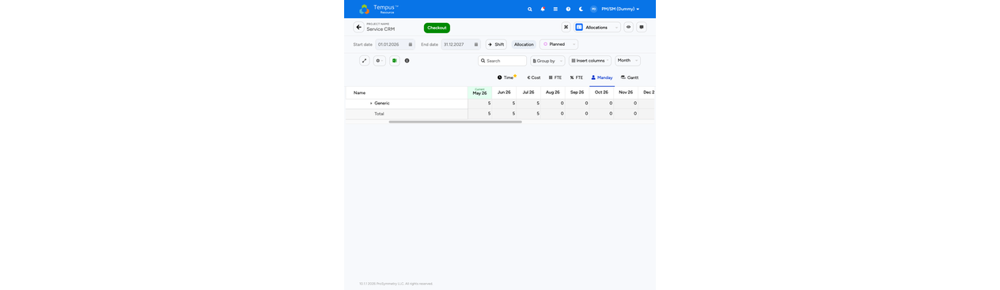 Tempus™
Resource
PD
PM/SM (Dummy)
PROJECT NAME
Service CRM
Checkout
Allocations
Start date
01.01.2026
End date
31.12.2027
Shift
Allocation
Planned
Search
Group by
Insert columns
Month
Time
€ Cost
FTE
% FTE
Manday
Gantt
Name
Current
May 26 Jun 26 Jul 26 Aug 26 Sep 26 Oct 26 Nov 26 Dec 2
Generic 5 5 5 0 0 0 0
Total 5 5 5 0 0 0 0
2026 ProSymmetry LLC. All rights reserved.